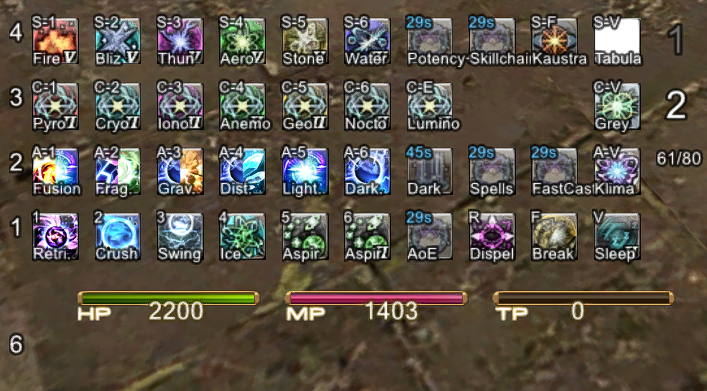 4 S-1 S-2 S-3 S-4 S-5 S-6 29s 29s S-F S-V 1
Fire V Bliz V Thun V Aero V Stone V Water V Potency Skillchain Kaustra Tabula
3 C-1 C-2 C-3 C-4 C-5 C-6 C-E C-V 2
Pyro II Cryo II Iono II Anemo Geo II Nocto Lumino Grey
2 A-1 A-2 A-3 A-4 A-5 A-6 45s 29s 29s A-V 61/80
Fusion Frag. Grav. Dist. Light. Dark. Dark Spells FastCast Klima
1 1 2 3 4 5 6 29s R F V
Retri. Crush Swing Ice Aspir Aspir II AoE Dispel Break Sleep II
HP 2200 MP 1403 TP 0
6